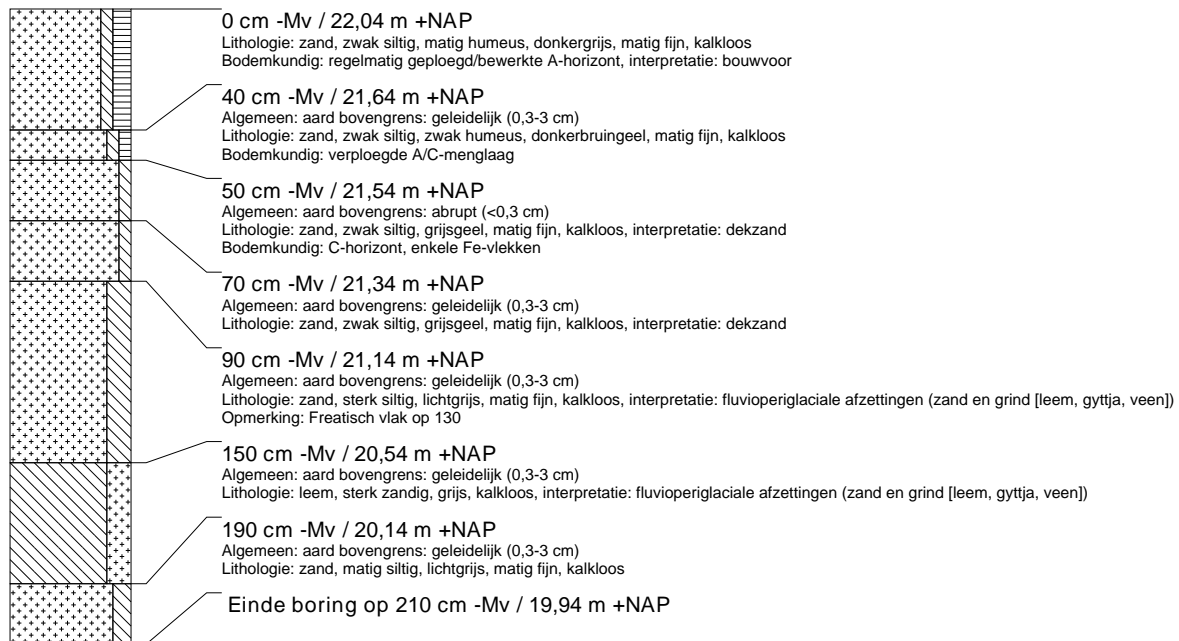 0 cm -Mv / 22,04 m +NAP
Lithologie: zand, zwak siltig, matig humeus, donkergrijs, matig fijn, kalkloos
Bodemkundig: regelmatig geploegd/bewerkte A-horizont, interpretatie: bouwvoor
40 cm -Mv / 21,64 m +NAP
Algemeen: aard bovengrens: geleidelijk (0,3-3 cm)
Lithologie: zand, zwak siltig, zwak humeus, donkerbruingeel, matig fijn, kalkloos
Bodemkundig: verploegde A/C-menglaag
50 cm -Mv / 21,54 m +NAP
Algemeen: aard bovengrens: abrupt (<0,3 cm)
Lithologie: zand, zwak siltig, grijsgeel, matig fijn, kalkloos, interpretatie: dekzand
Bodemkundig: C-horizont, enkele Fe-vlekken
70 cm -Mv / 21,34 m +NAP
Algemeen: aard bovengrens: geleidelijk (0,3-3 cm)
Lithologie: zand, zwak siltig, grijsgeel, matig fijn, kalkloos, interpretatie: dekzand
90 cm -Mv / 21,14 m +NAP
Algemeen: aard bovengrens: geleidelijk (0,3-3 cm)
Lithologie: zand, sterk siltig, lichtgrijs, matig fijn, kalkloos, interpretatie: fluvioperiglaciale afzettingen (zand en grind [leem, gyttja, veen])
Opmerking: Freatisch vlak op 130
150 cm -Mv / 20,54 m +NAP
Algemeen: aard bovengrens: geleidelijk (0,3-3 cm)
Lithologie: leem, sterk zandig, grijs, kalkloos, interpretatie: fluvioperiglaciale afzettingen (zand en grind [leem, gyttja, veen])
190 cm -Mv / 20,14 m +NAP
Algemeen: aard bovengrens: geleidelijk (0,3-3 cm)
Lithologie: zand, matig siltig, lichtgrijs, matig fijn, kalkloos
Einde boring op 210 cm -Mv / 19,94 m +NAP